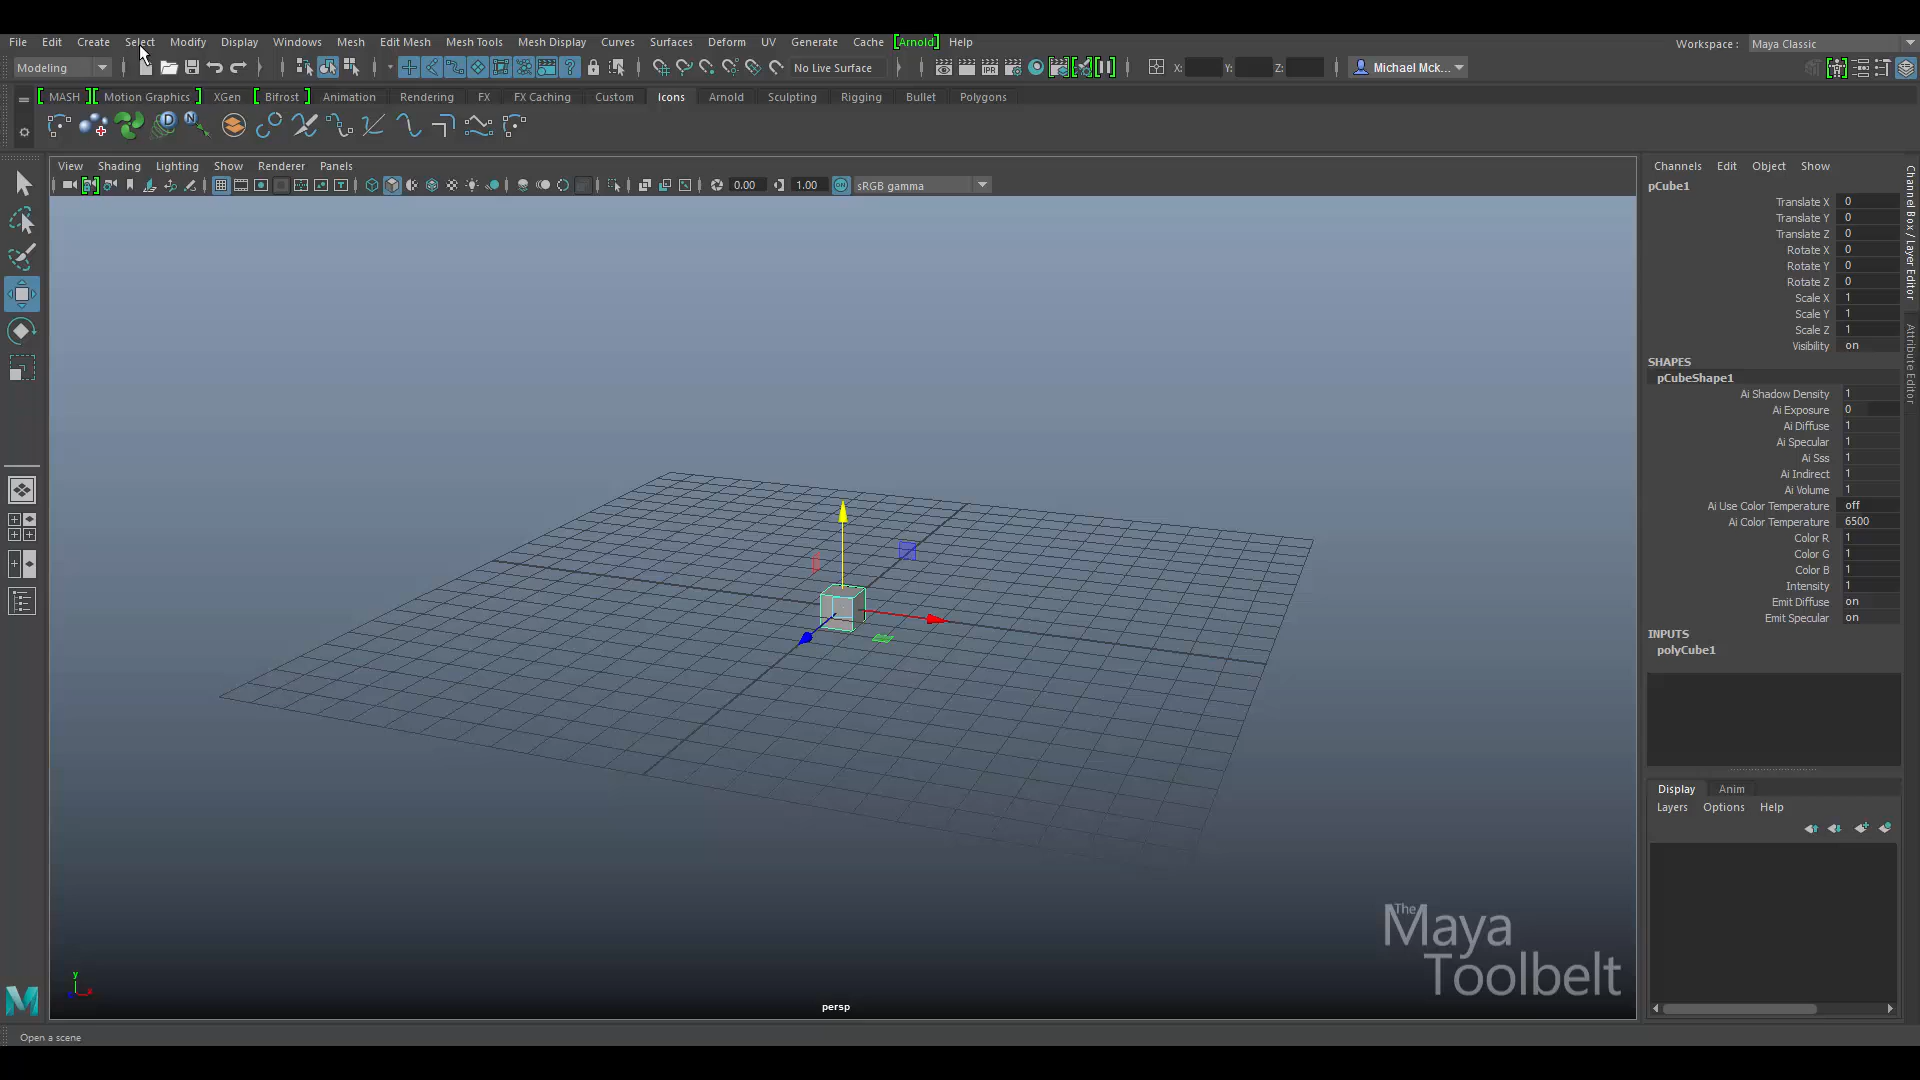 File Edit Create Select Modify Display Windows Mesh Edit Mesh Mesh Tools Mesh Display Curves Surfaces Deform UV Generate Cache [Arnold] Help
Workspace : Maya Classic
Modeling No Live Surface X: Y: Z: Michael Mck...
[ MASH ] [ Motion Graphics ] XGen [ Bifrost ] Animation Rendering FX FX Caching Custom Icons Arnold Sculpting Rigging Bullet Polygons
View Shading Lighting Show Renderer Panels
0.00 1.00 ON sRGB gamma
Channels Edit Object Show
pCube1
Translate X 0
Translate Y 0
Translate Z 0
Rotate X 0
Rotate Y 0
Rotate Z 0
Scale X 1
Scale Y 1
Scale Z 1
Visibility on
SHAPES
pCubeShape1
Ai Shadow Density 1
Ai Exposure 0
Ai Diffuse 1
Ai Specular 1
Ai Sss 1
Ai Indirect 1
Ai Volume 1
Ai Use Color Temperature off
Ai Color Temperature 6500
Color R 1
Color G 1
Color B 1
Intensity 1
Emit Diffuse on
Emit Specular on
INPUTS
polyCube1
Channel Box / Layer Editor
Attribute Editor
Display Anim
Layers Options Help
The
Maya
Toolbelt
y
persp
Open a scene